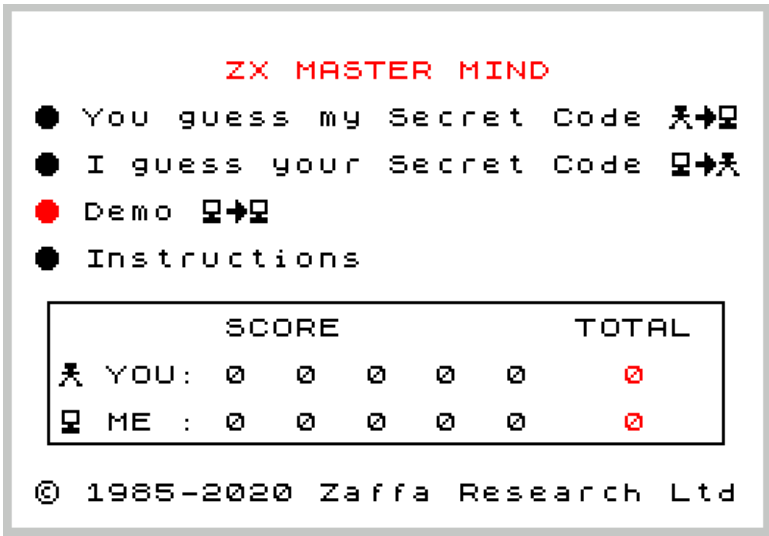 ZX MASTER MIND
You guess my Secret Code
I guess your Secret Code
Demo
Instructions
SCORE TOTAL
YOU: 0 0 0 0 0 0
ME : 0 0 0 0 0 0
© 1985-2020 Zaffa Research Ltd